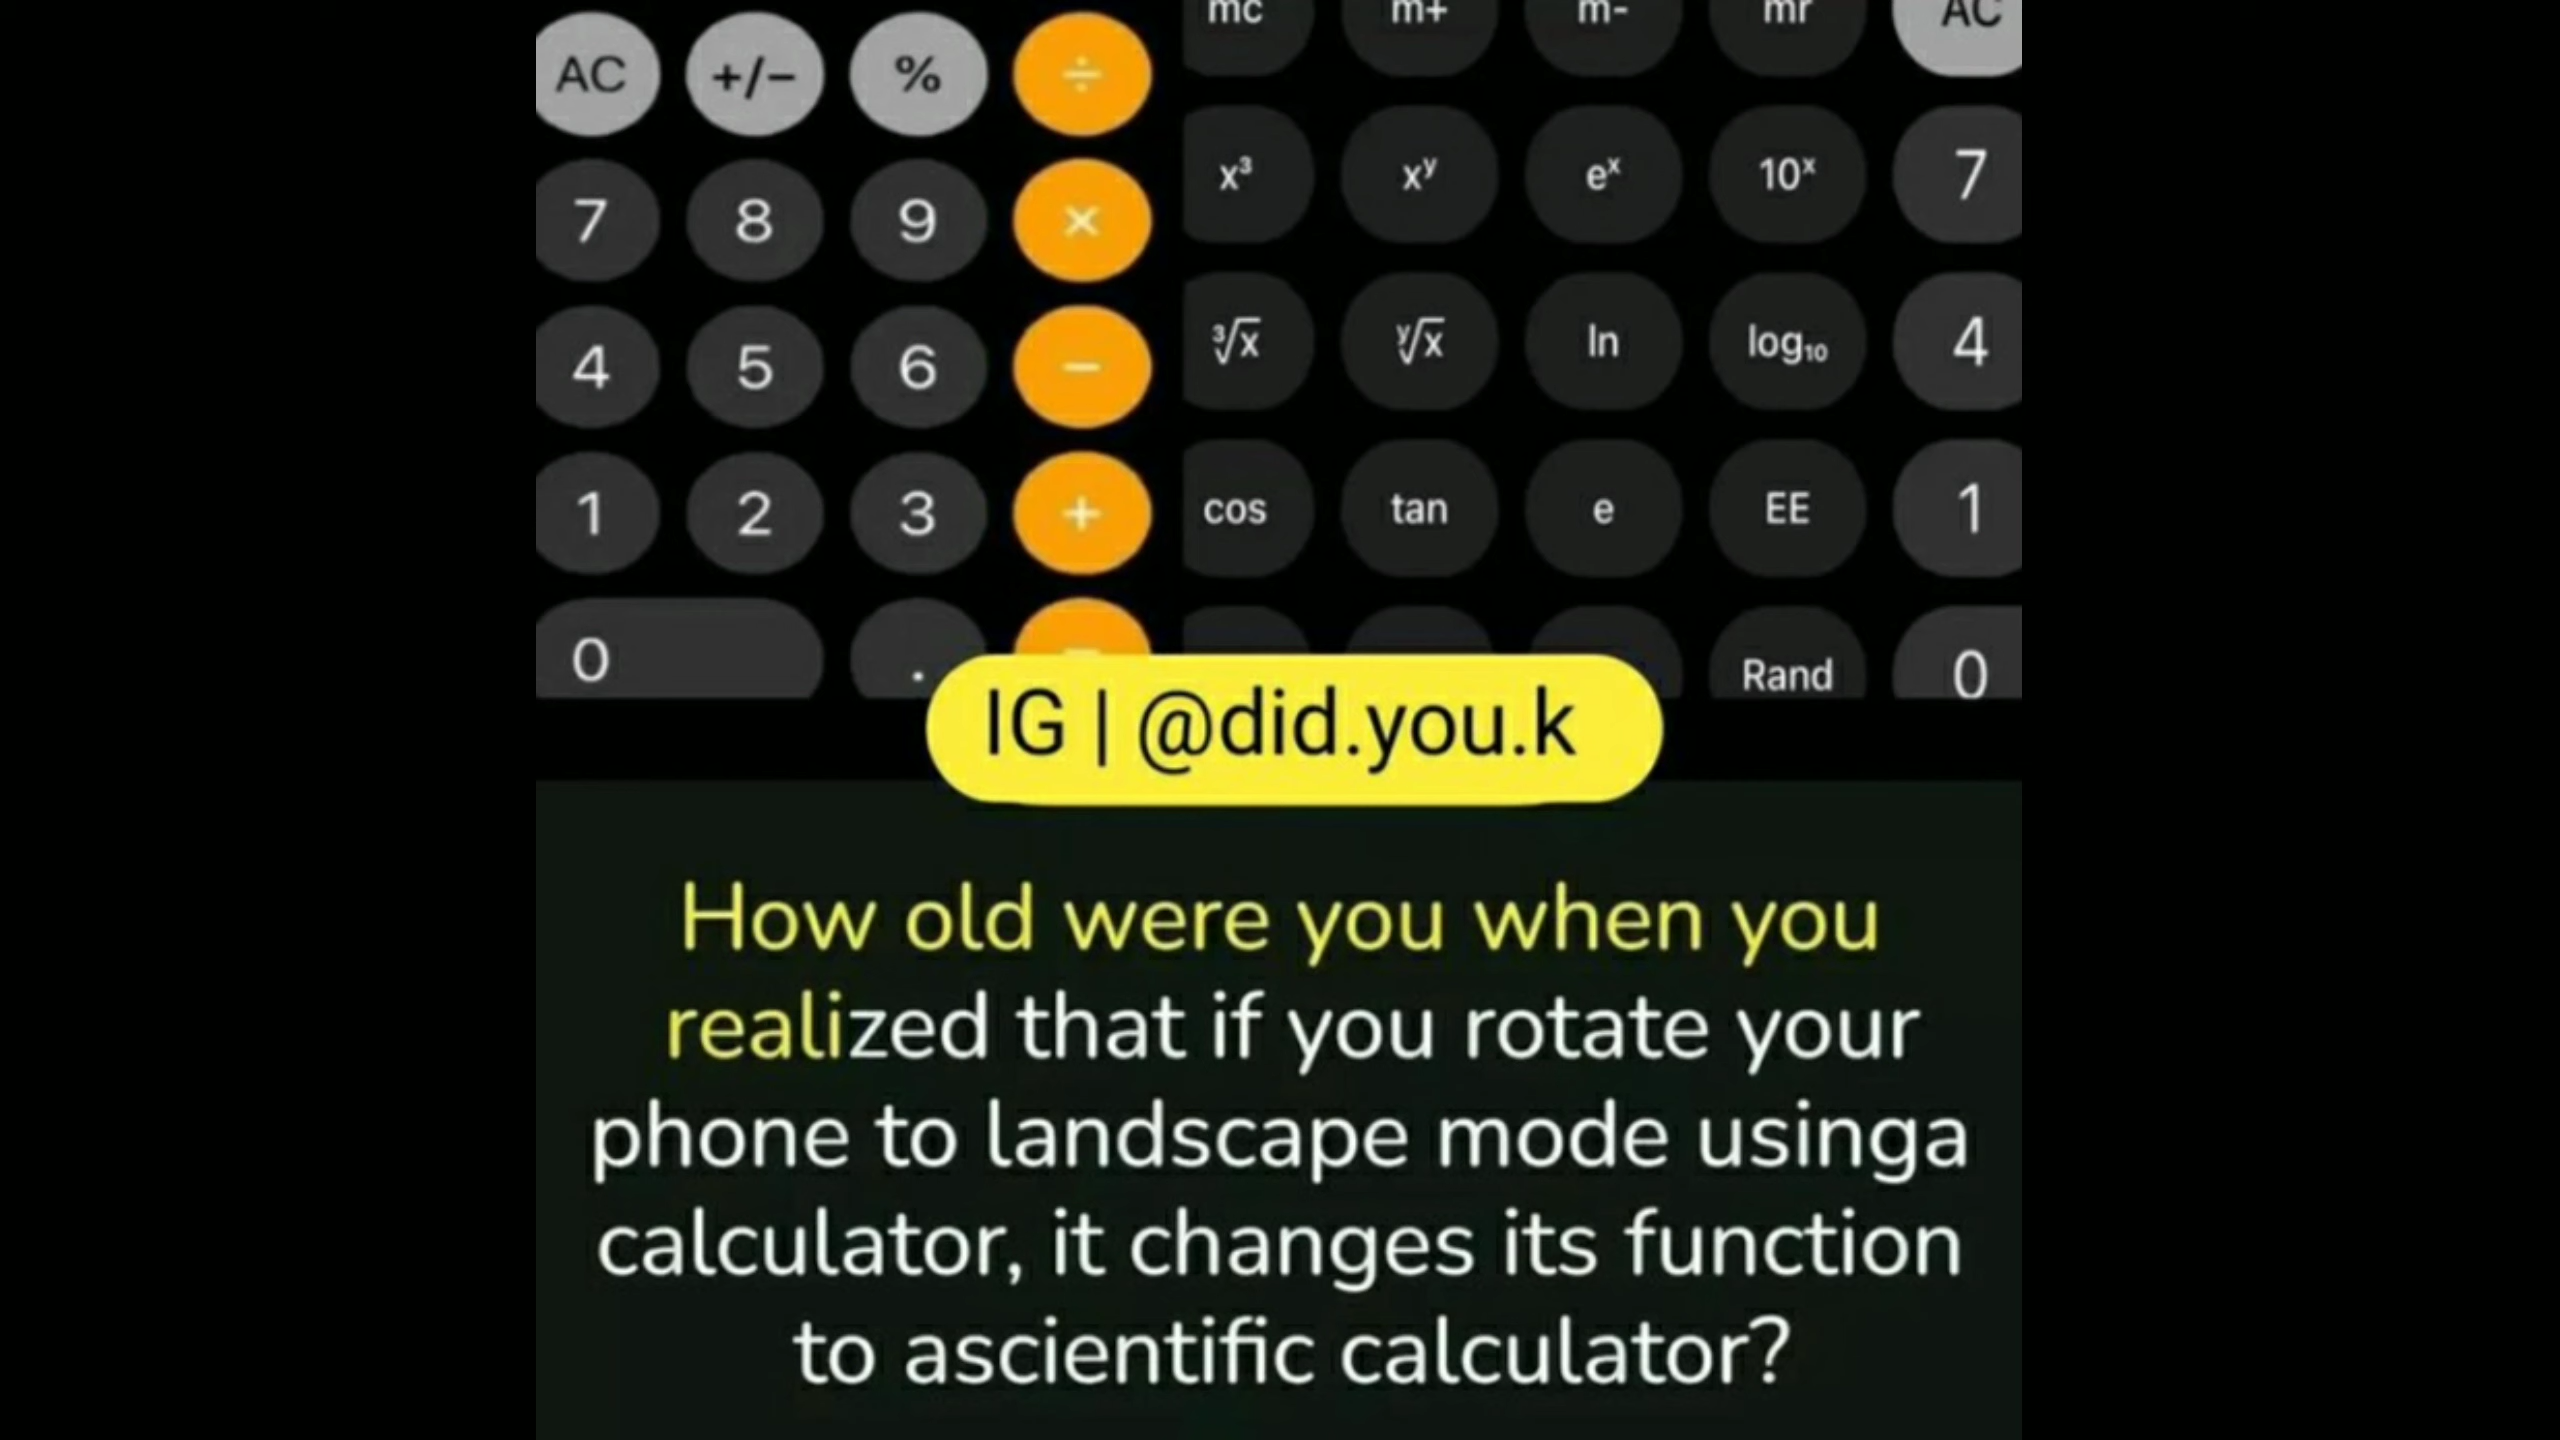 AC +/− % ÷
7 8 9 ×
4 5 6 −
1 2 3 +
0 .
mc m+ m- mr AC
x³ xʸ eˣ 10ˣ 7
³√x ʸ√x ln log₁₀ 4
cos tan e EE 1
Rand 0
IG | @did.you.k
How old were you when you
realized that if you rotate your
phone to landscape mode usinga
calculator, it changes its function
to ascientific calculator?